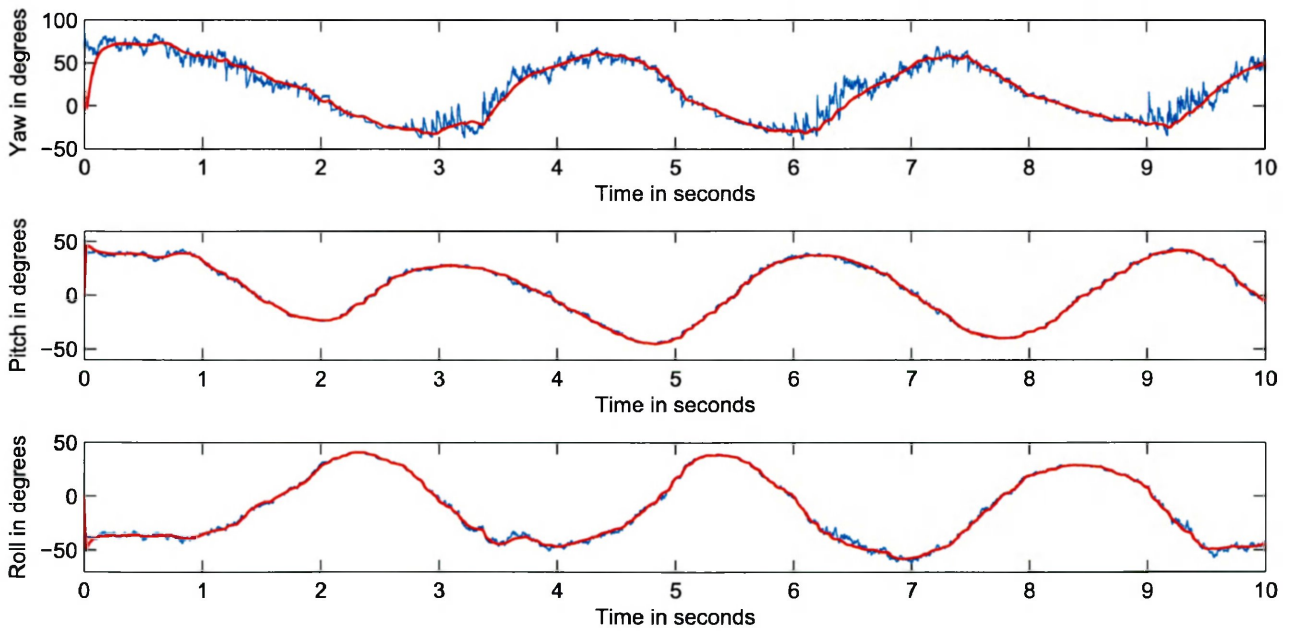 Yaw in degrees
100
50
0
−50
0 1 2 3 4 5 6 7 8 9 10
Time in seconds
Pitch in degrees
50
0
−50
0 1 2 3 4 5 6 7 8 9 10
Time in seconds
Roll in degrees
50
0
−50
0 1 2 3 4 5 6 7 8 9 10
Time in seconds